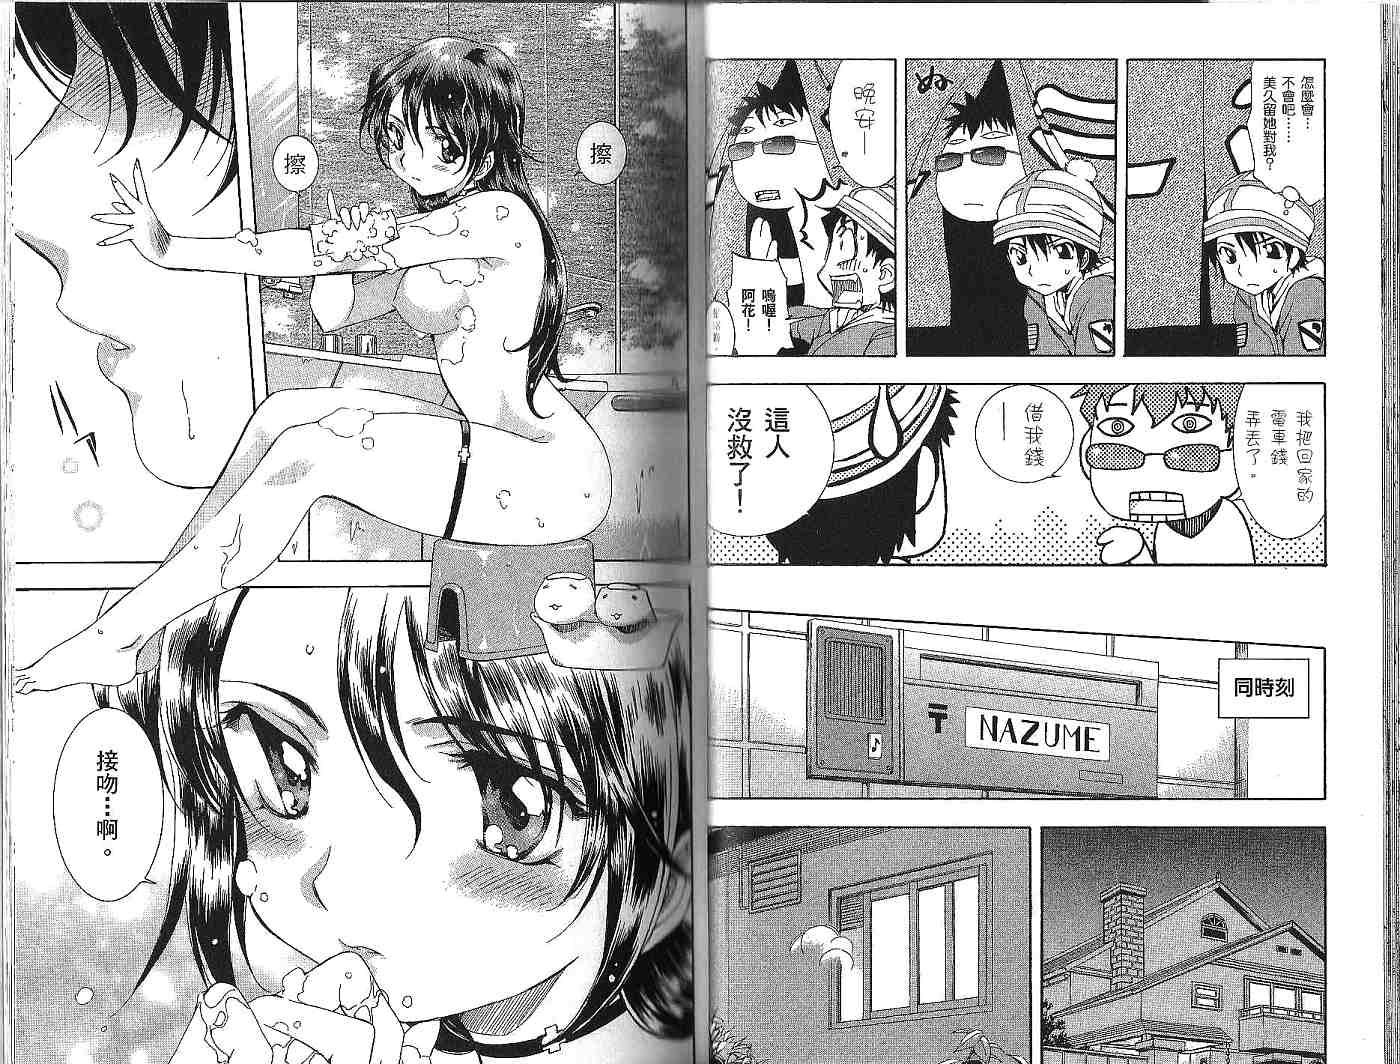 怎麼會…
不會吧……
美久留她對我？
ぬ
晚安—
嗚喔！
阿花！
我把回家的
電車錢
弄丟了。
借我錢
—
這人
沒救了！
同時刻
〒 NAZUME
♪
擦
擦
接吻…啊。